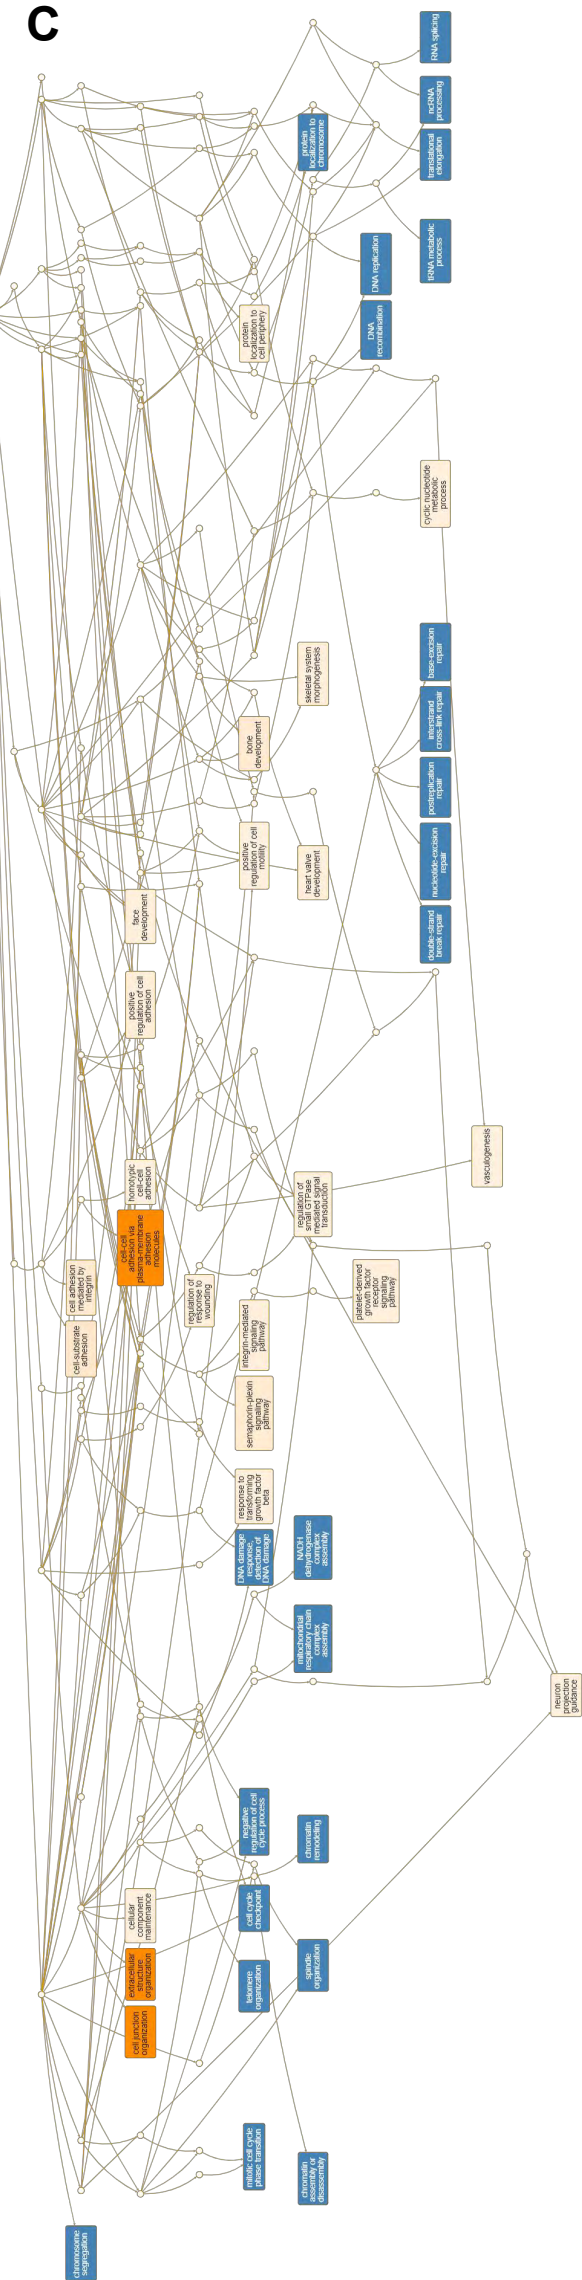 C
RNA splicing
ncRNA
processing
translational
elongation
protein
localization to
chromosome
tRNA metabolic
process
DNA replication
DNA
recombination
protein
localization to
cell periphery
cyclic nucleotide
metabolic
process
base-excision
repair
interstrand
cross-link repair
postreplication
repair
nucleotide-excision
repair
double-strand
break repair
skeletal system
morphogenesis
bone
development
positive
regulation of cell
motility
heart valve
development
face
development
positive
regulation of cell
adhesion
vasculogenesis
homotypic
cell-cell
adhesion
regulation of
small GTPase
mediated signal
transduction
cell-cell
adhesion via
plasma-membrane
adhesion
molecules
cell adhesion
mediated by
integrin
regulation of
response to
wounding
platelet-derived
growth factor
receptor
signaling
pathway
cell-substrate
adhesion
integrin-mediated
signaling
pathway
semaphorin-plexin
signaling
pathway
response to
transforming
growth factor
beta
DNA damage
response,
detection of
DNA damage
NADH
dehydrogenase
complex
assembly
mitochondrial
respiratory chain
complex
assembly
neuron
projection
guidance
negative
regulation of cell
cycle process
chromatin
remodeling
cellular
component
maintenance
cell cycle
checkpoint
extracellular
structure
organization
telomere
organization
spindle
organization
cell junction
organization
mitotic cell cycle
phase transition
chromatin
assembly or
disassembly
chromosome
segregation